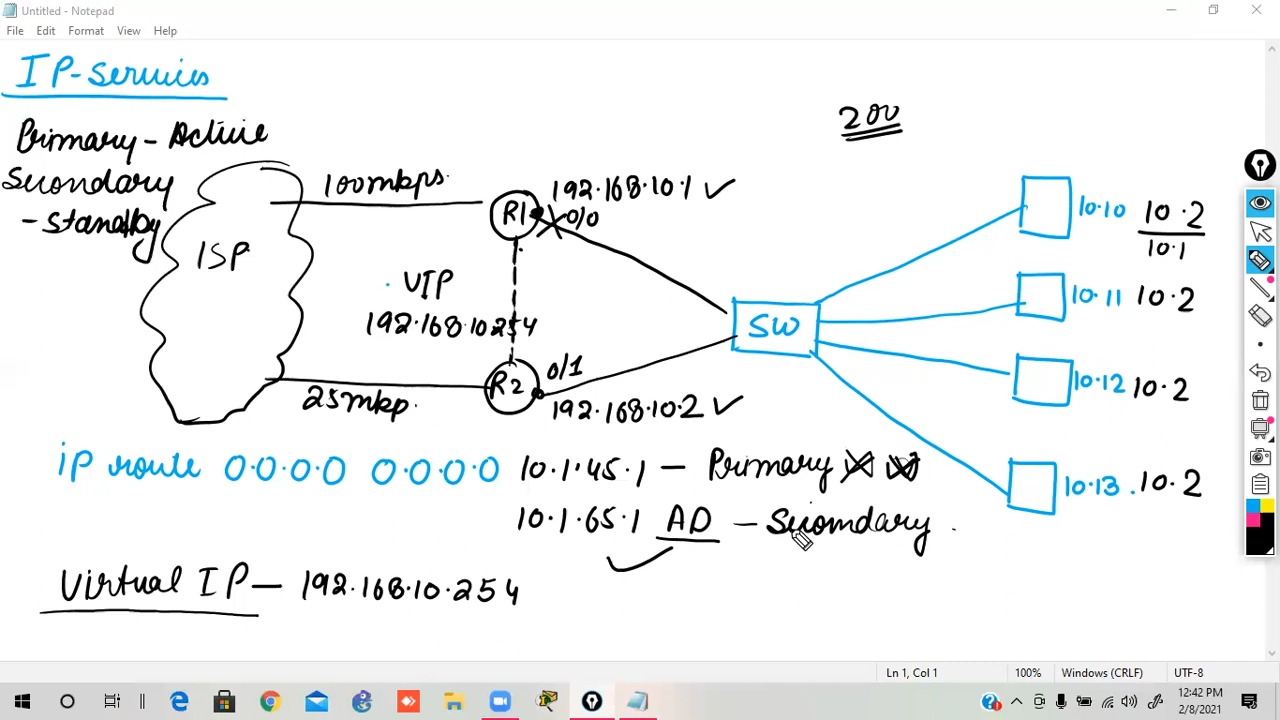 Untitled - Notepad
File Edit Format View Help
IP-Services
Primary - Active
Secondary
- Standby
200
100mbps.
R1
192.168.10.1 ✓
0/0
ISP
VIP
192.168.10.254
SW
R2
0/1
192.168.10.2 ✓
25mbp.
10.10 10.2
10.1
10.11 10.2
10.12 10.2
10.13. 10.2
ip route 0.0.0.0 0.0.0.0 10.1.45.1 - Primary
10.1.65.1 AD - Secondary
Virtual IP - 192.168.10.254
Ln 1, Col 1 100% Windows (CRLF) UTF-8
12:42 PM
2/8/2021